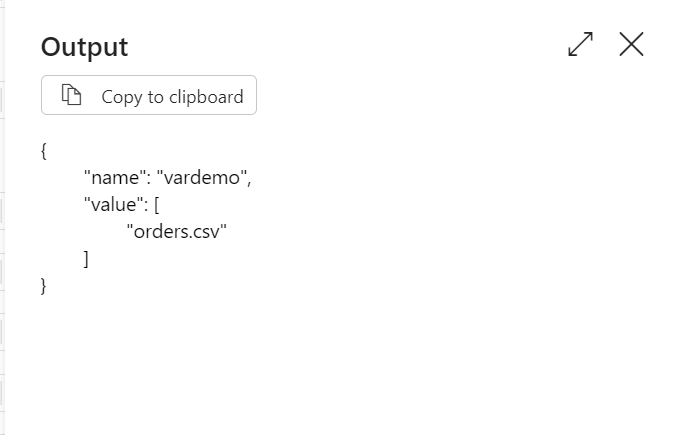 Output
Copy to clipboard
{
"name": "vardemo",
"value": [
"orders.csv"
]
}